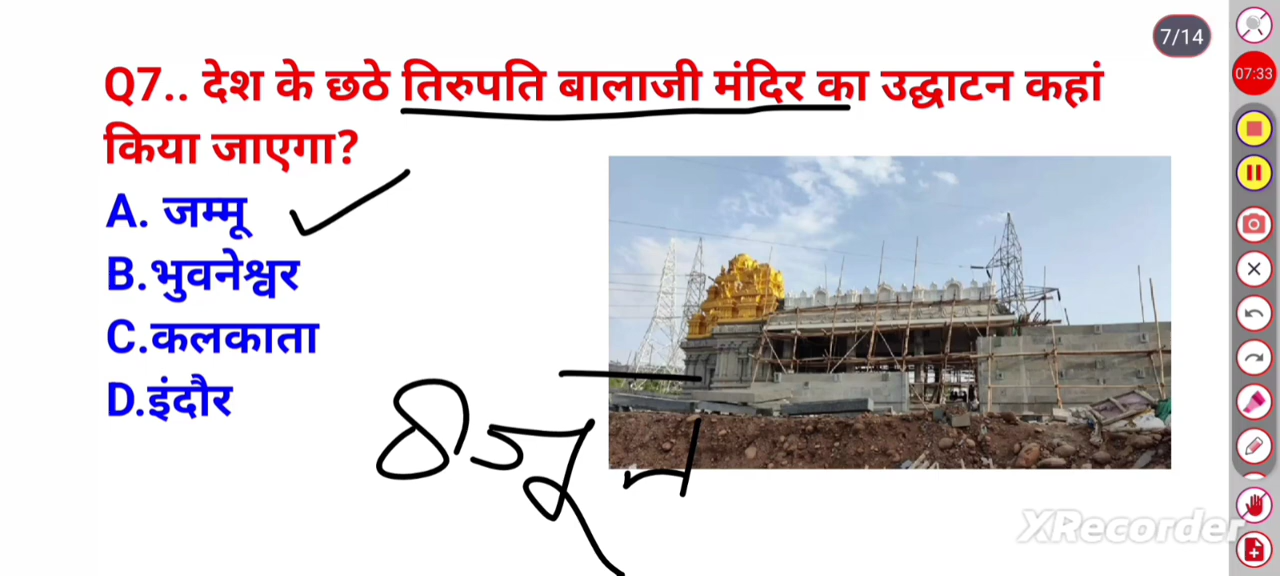 7/14
Q7.. देश के छठे तिरुपति बालाजी मंदिर का उद्घाटन कहां
किया जाएगा?
07:33
A. जम्मू
B.भुवनेश्वर
C.कलकाता
D.इंदौर
8 जून
XRecorder